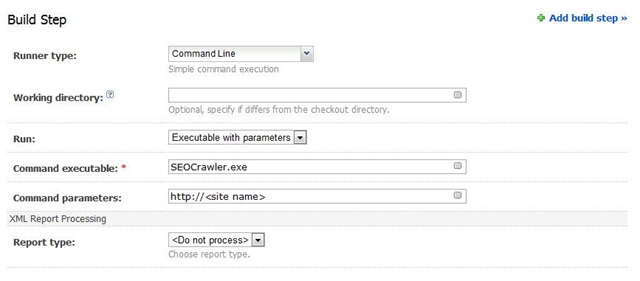 Build Step
Add build step »
Runner type:
Command Line
Simple command execution
Working directory: ?
Optional, specify if differs from the checkout directory.
Run:
Executable with parameters
Command executable: *
SEOCrawler.exe
Command parameters:
http://<site name>
XML Report Processing
Report type:
<Do not process>
Choose report type.